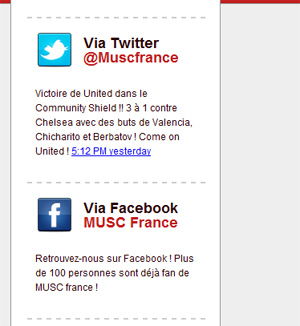 Via Twitter
@Muscfrance
Victoire de United dans le
Community Shield !! 3 à 1 contre
Chelsea avec des buts de Valencia,
Chicharito et Berbatov ! Come on
United ! 5:12 PM yesterday
Via Facebook
MUSC France
Retrouvez-nous sur Facebook ! Plus
de 100 personnes sont déjà fan de
MUSC france !